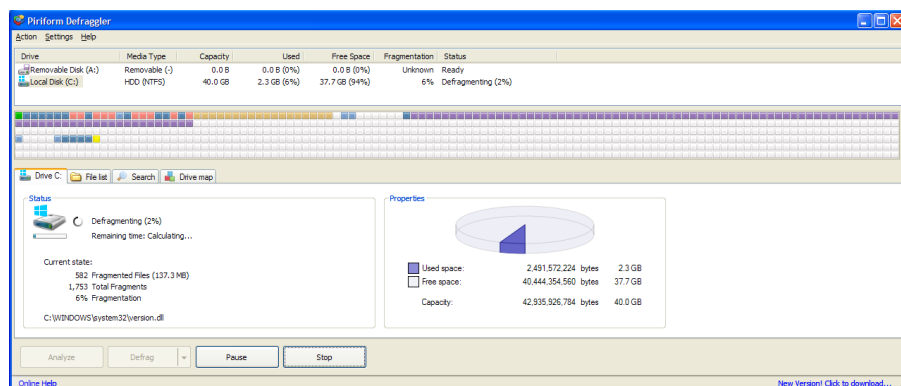 Piriform Defraggler
Action Settings Help
Drive Media Type Capacity Used Free Space Fragmentation Status
Removable Disk (A:) Removable (-) 0.0 B 0.0 B (0%) 0.0 B (0%) Unknown Ready
Local Disk (C:) HDD (NTFS) 40.0 GB 2.3 GB (6%) 37.7 GB (94%) 6% Defragmenting (2%)
Drive C: File list Search Drive map
Status Properties
Defragmenting (2%)
Remaining time: Calculating...
Current state:
582 Fragmented Files (137.3 MB)
1,753 Total Fragments
6% Fragmentation
C:\WINDOWS\system32\version.dll
Used space: 2,491,572,224 bytes 2.3 GB
Free space: 40,444,354,560 bytes 37.7 GB
Capacity: 42,935,926,784 bytes 40.0 GB
Analyze Defrag Pause Stop
Online Help New Version! Click to download...